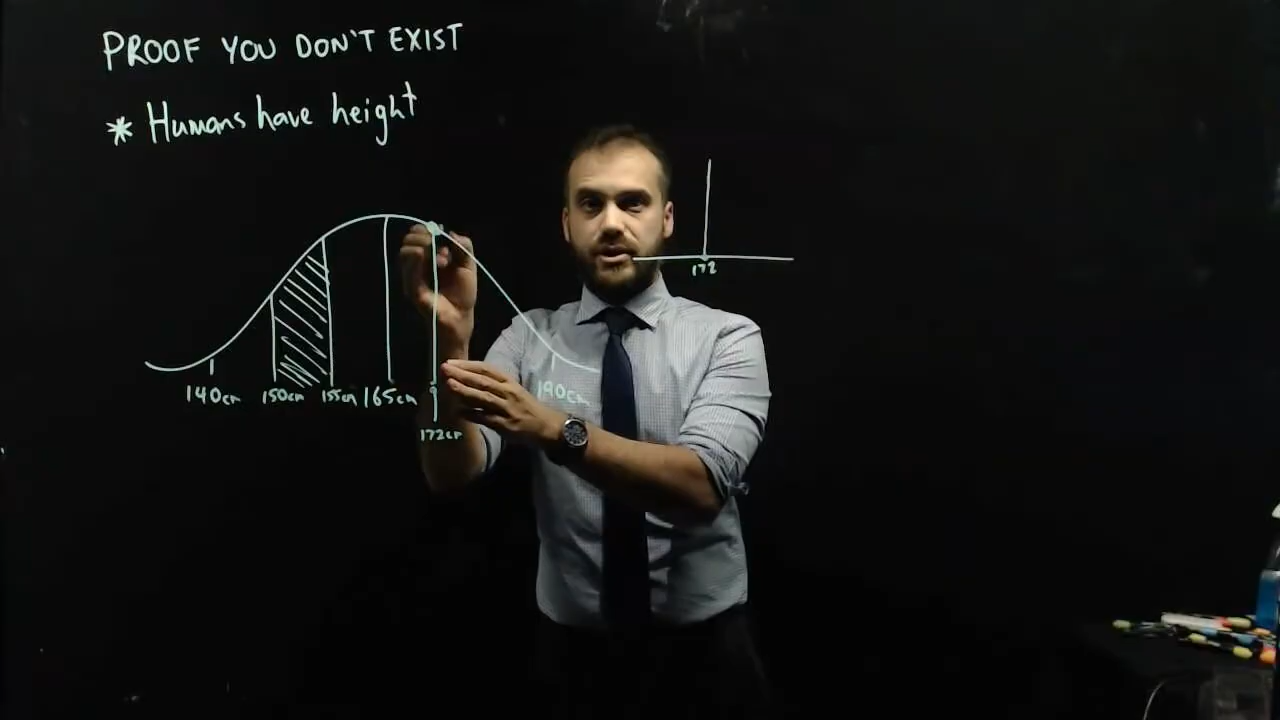 PROOF YOU DON'T EXIST
* Humans have height
172
140cm 150cm 155cm 165cm 190cm
172cm